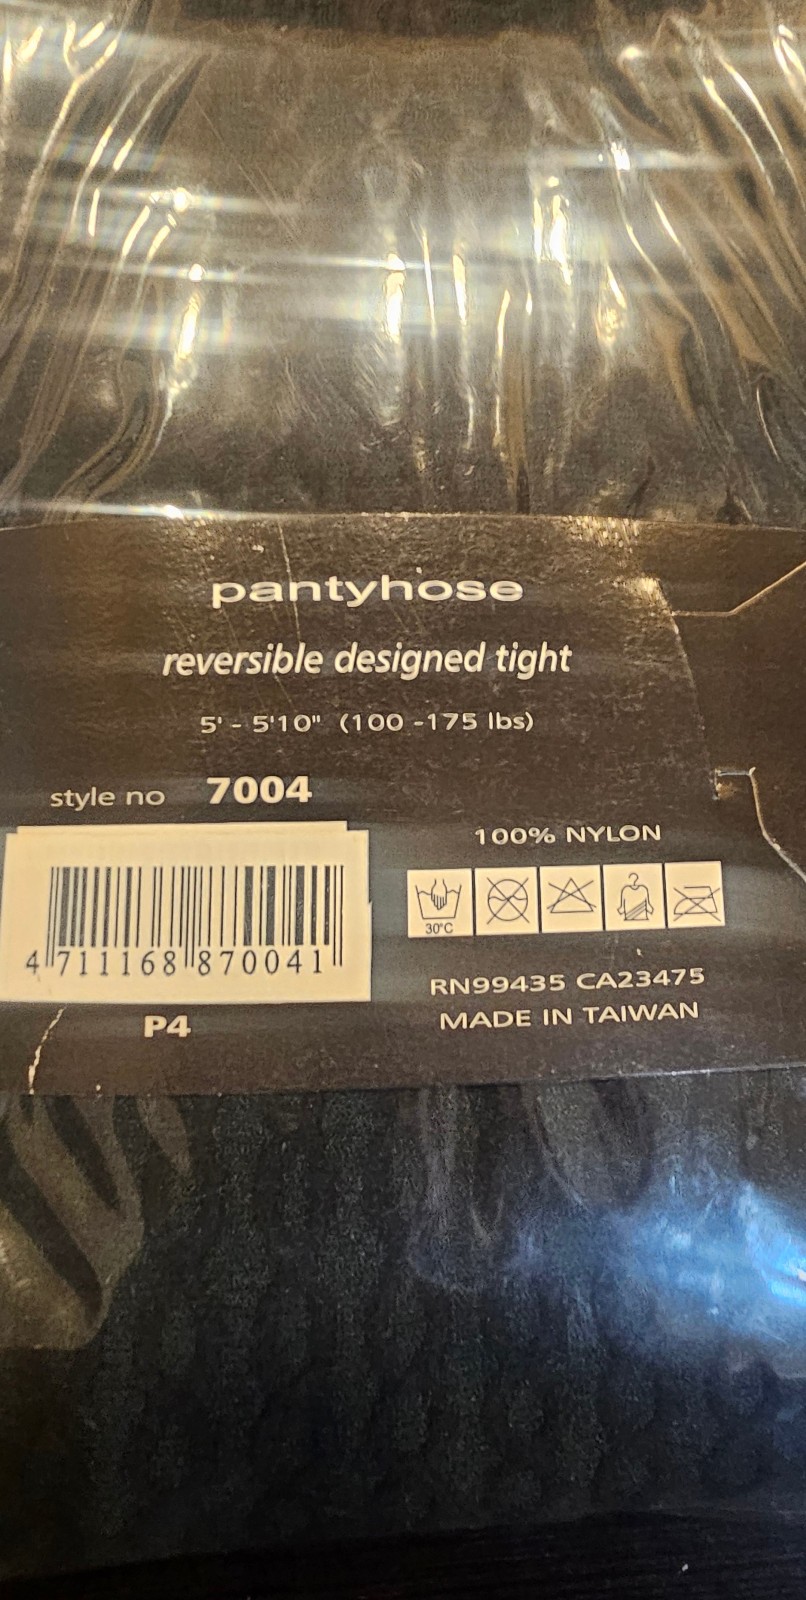 pantyhose
reversible designed tight
5' - 5'10" (100 -175 lbs)
style no 7004
100% NYLON
30°C
4 711168 870041
RN99435 CA23475
P4
MADE IN TAIWAN